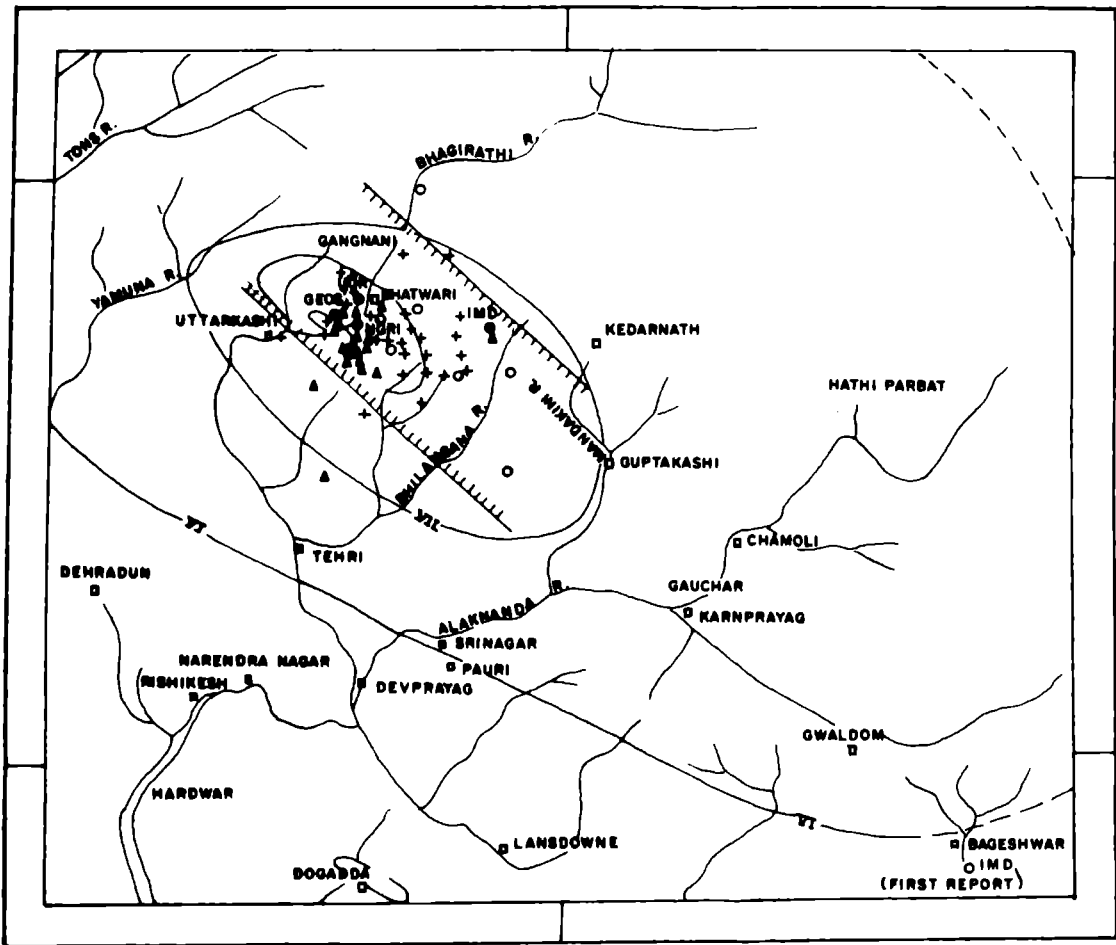 TONS R.
BHAGIRATHI R.
GANGNANI
YAMUNA R.
BHATWARI
UTTARKASHI
IMD
KEDARNATH
MANDAKINI R.
HATHI PARBAT
BHILANGANA R.
GUPTAKASHI
TEHRI
CHAMOLI
DEHRADUN
GAUCHAR
KARNPRAYAG
ALAKNANDA R.
SRINAGAR
PAURI
NARENDRA NAGAR
RISHIKESH
DEVPRAYAG
GWALDOM
HARDWAR
LANSDOWNE
BAGESHWAR
IMD
(FIRST REPORT)
DOGADDA